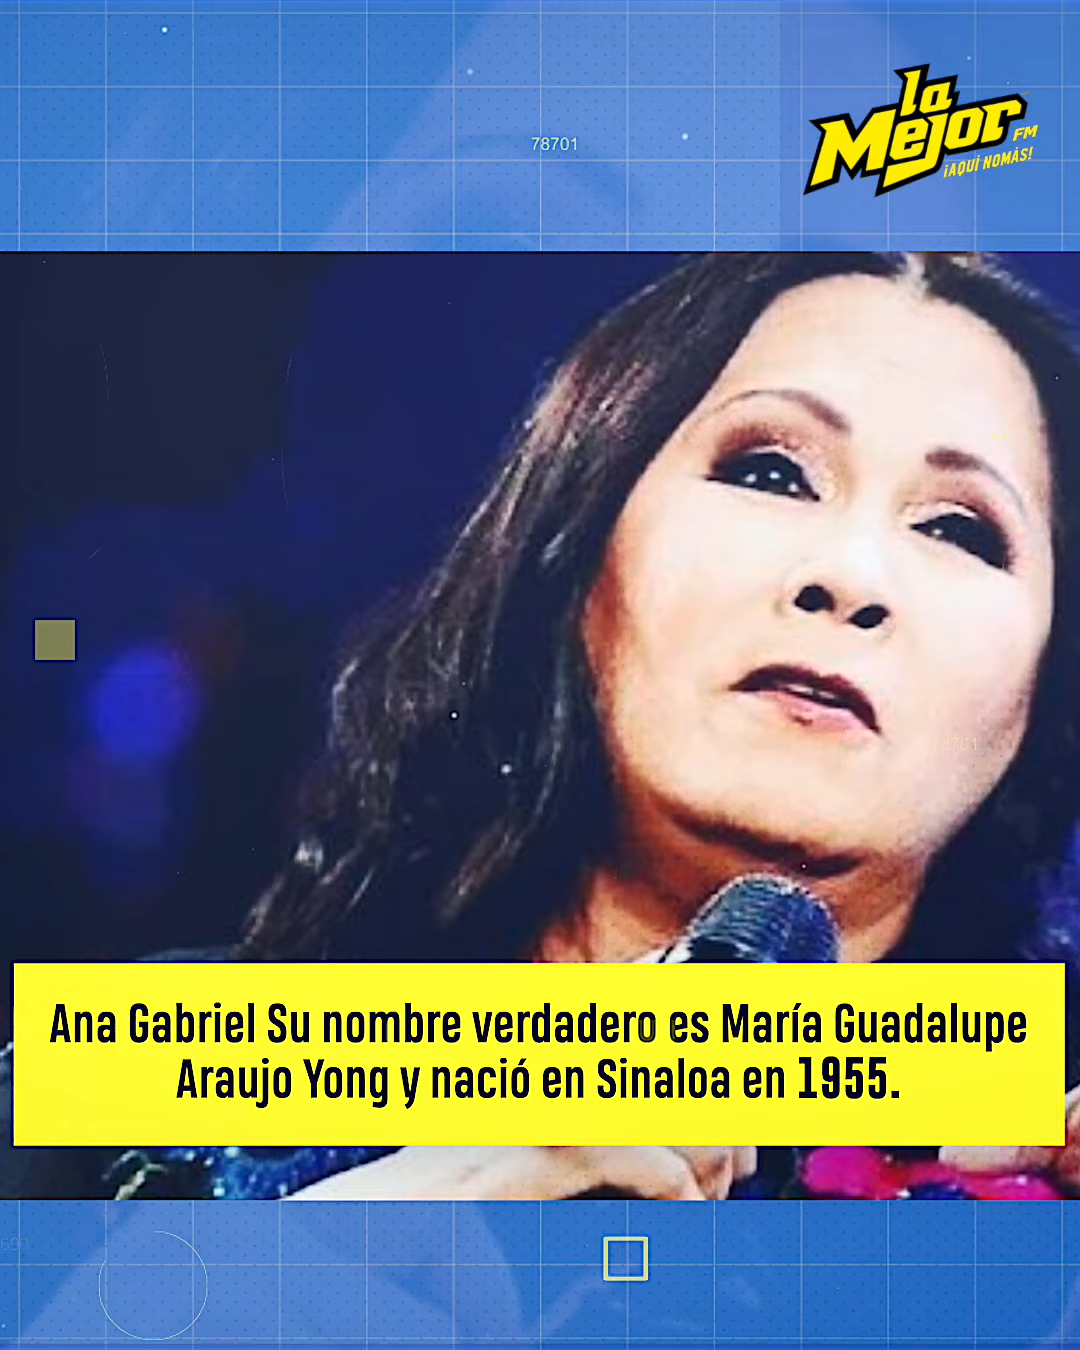 la
Mejor FM
¡AQUÍ NOMÁS!
78701
78701
Ana Gabriel Su nombre verdadero es María Guadalupe
Araujo Yong y nació en Sinaloa en 1955.